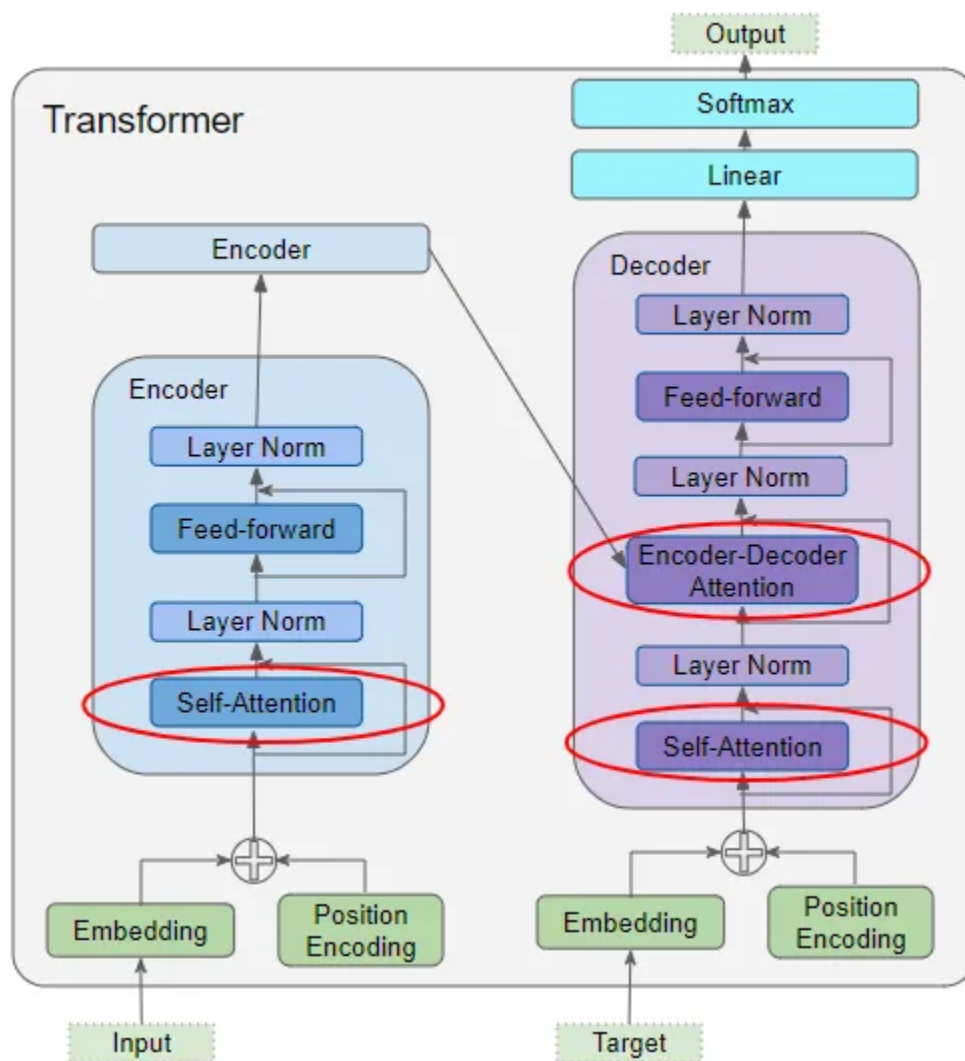 Output
Transformer
Softmax
Linear
Encoder
Encoder
Layer Norm
Feed-forward
Layer Norm
Self-Attention
Decoder
Layer Norm
Feed-forward
Layer Norm
Encoder-Decoder
Attention
Layer Norm
Self-Attention
Embedding
Position
Encoding
Embedding
Position
Encoding
Input
Target